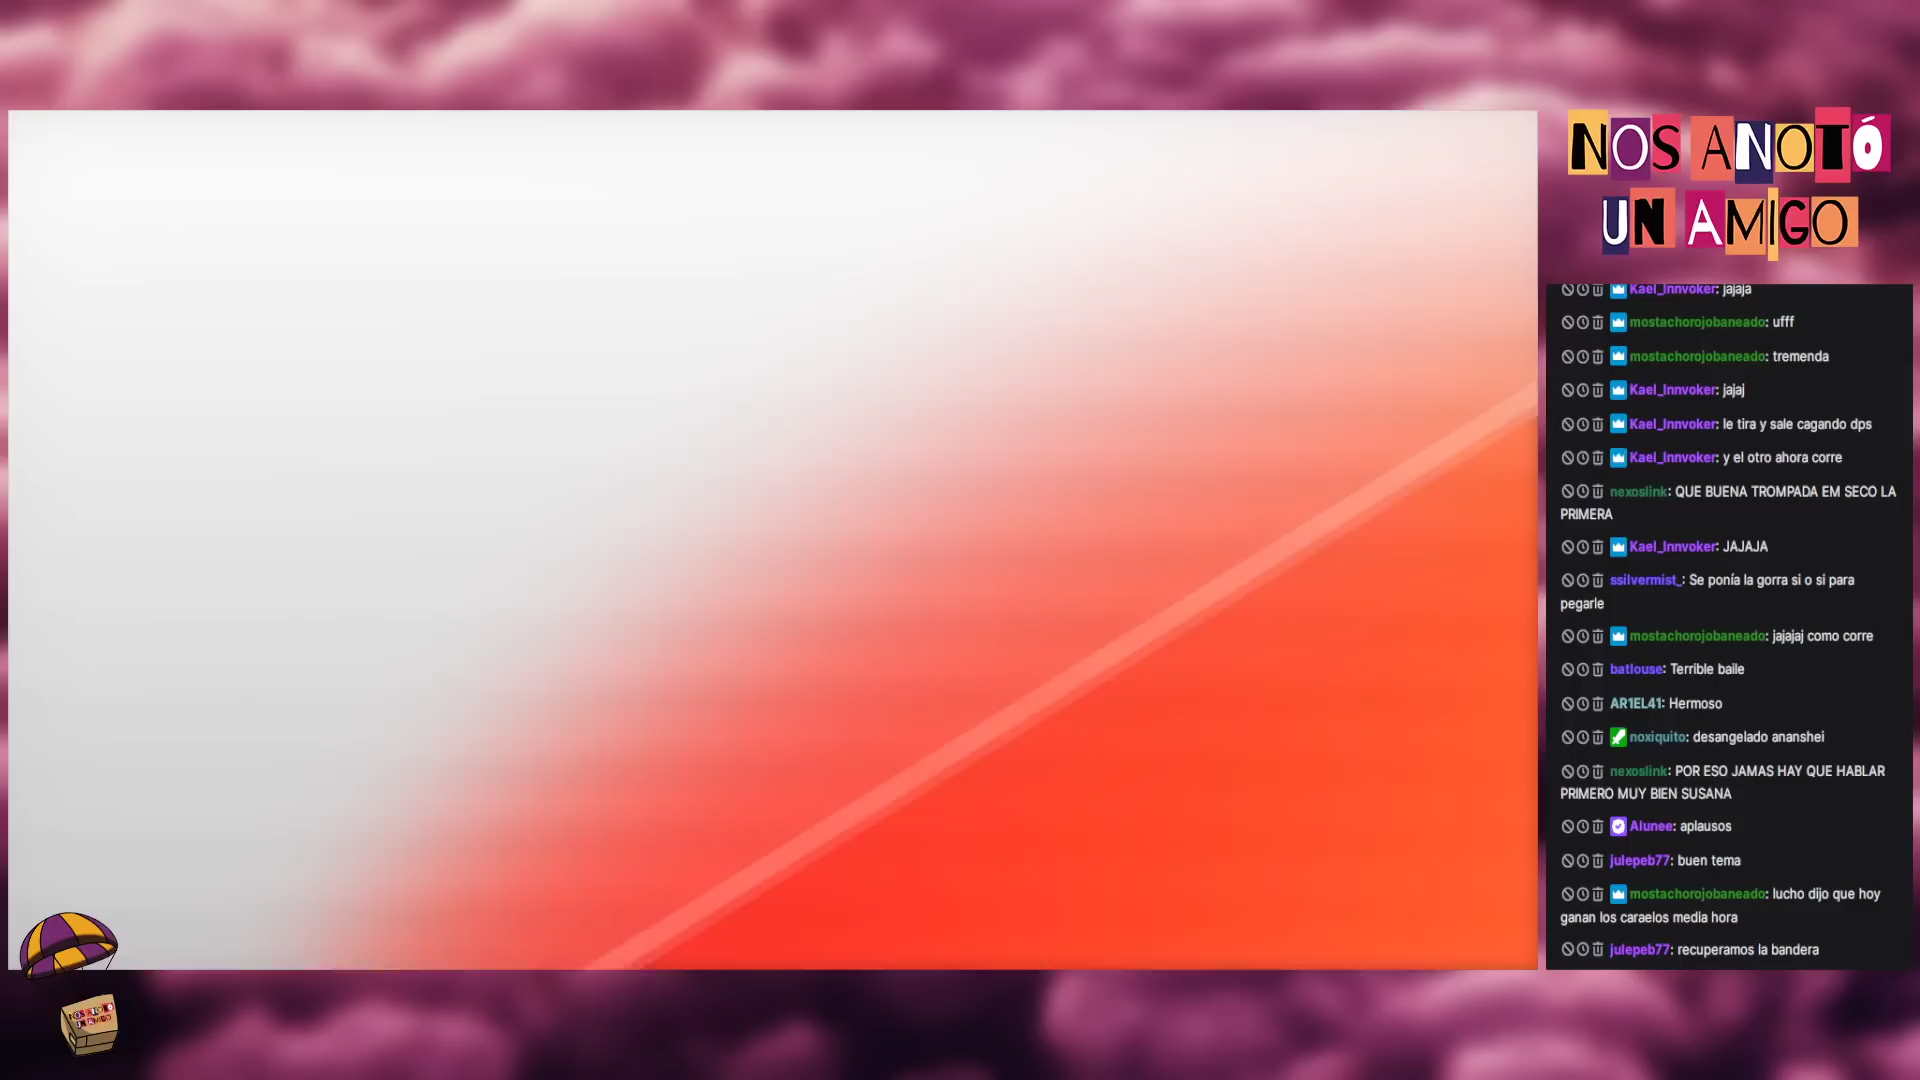 NOS ANOTÓ
UN AMIGO
Kael_Innvoker: jajaja
mostachorojobaneado: ufff
mostachorojobaneado: tremenda
Kael_Innvoker: jajaj
Kael_Innvoker: le tira y sale cagando dps
Kael_Innvoker: y el otro ahora corre
nexoslink: QUE BUENA TROMPADA EM SECO LA
PRIMERA
Kael_Innvoker: JAJAJA
ssilvermist_: Se ponía la gorra si o si para
pegarle
mostachorojobaneado: jajajaj como corre
batlouse: Terrible baile
AR1EL41: Hermoso
noxiquito: desangelado ananshei
nexoslink: POR ESO JAMAS HAY QUE HABLAR
PRIMERO MUY BIEN SUSANA
Alunee: aplausos
julepeb77: buen tema
mostachorojobaneado: lucho dijo que hoy
ganan los caraelos media hora
julepeb77: recuperamos la bandera
NOS ANOTÓ
UN AMIGO